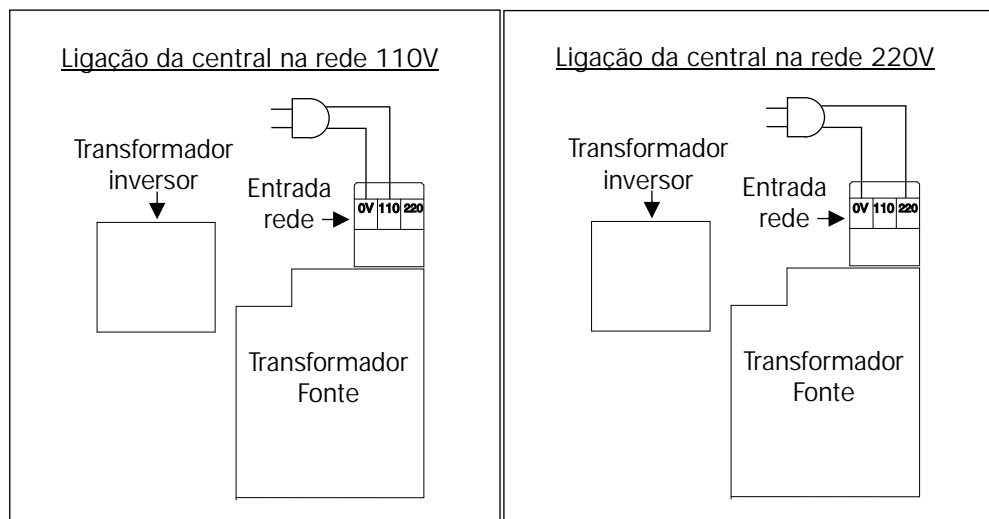 Ligação da central na rede 110V
Transformador
inversor
Entrada
rede
0V 110 220
Transformador
Fonte
Ligação da central na rede 220V
Transformador
inversor
Entrada
rede
0V 110 220
Transformador
Fonte